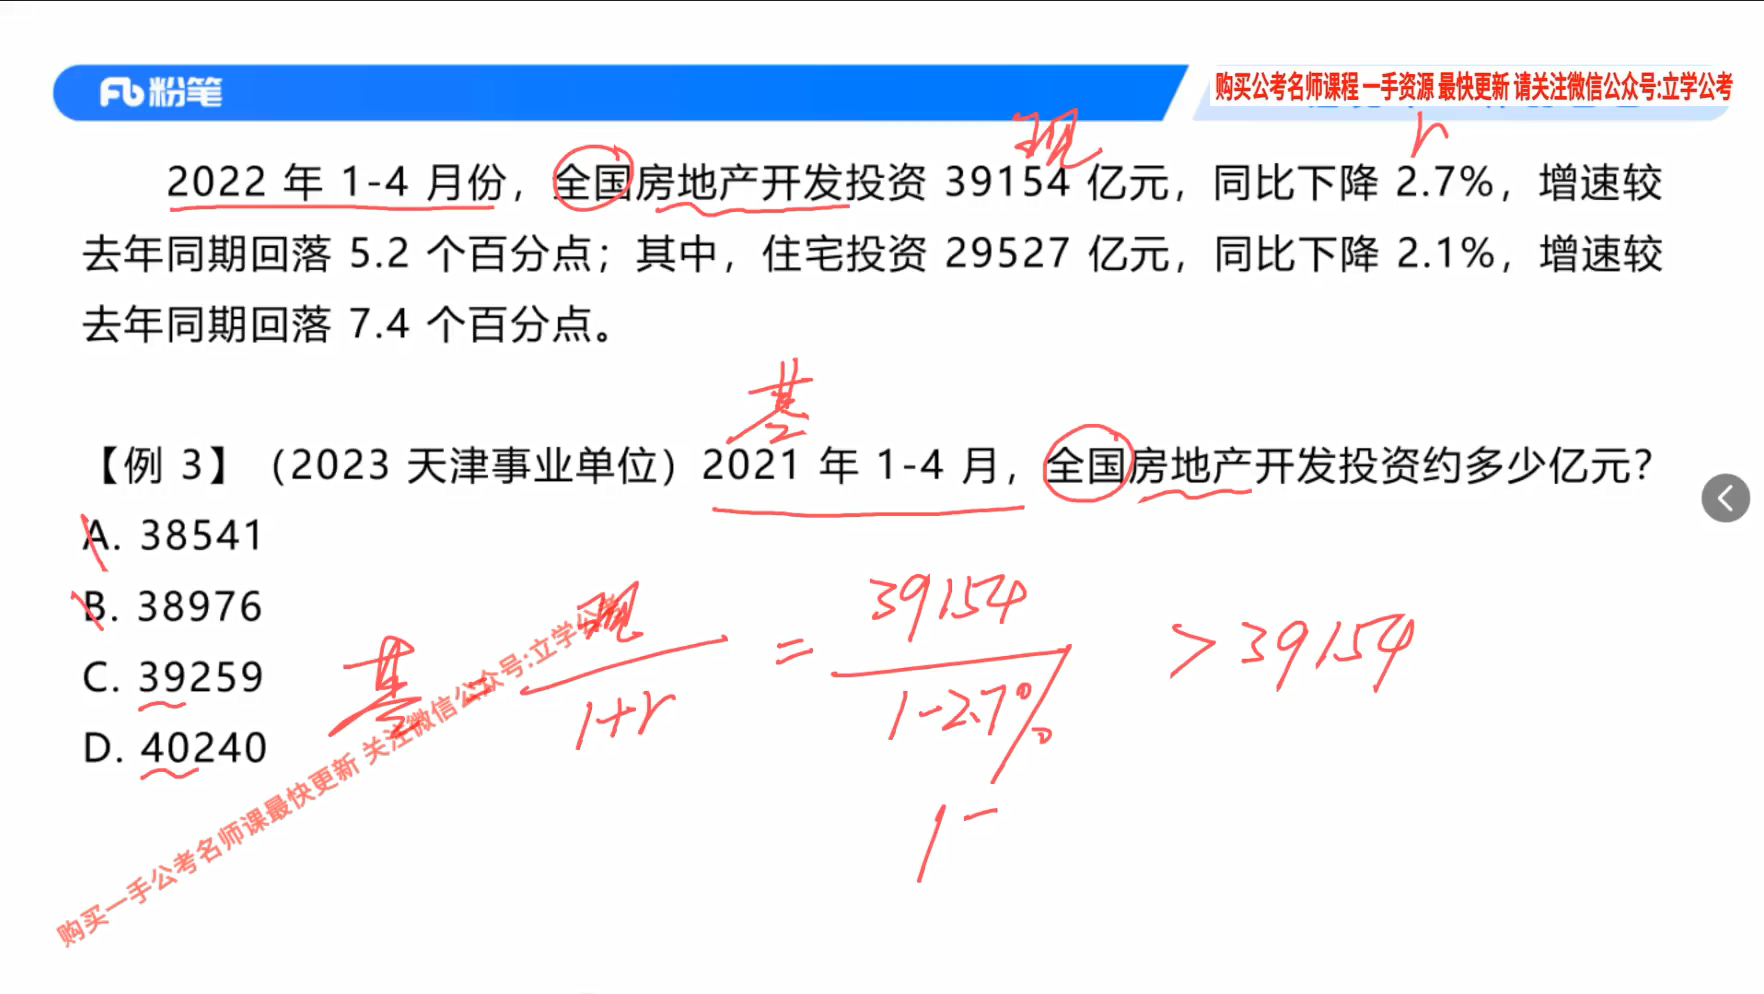 粉笔
购买公考名师课程 一手资源 最快更新 请关注微信公众号:立学公考
现
r
2022 年 1-4 月份，全国房地产开发投资 39154 亿元，同比下降 2.7%，增速较
去年同期回落 5.2 个百分点；其中，住宅投资 29527 亿元，同比下降 2.1%，增速较
去年同期回落 7.4 个百分点。
基
【例 3】（2023 天津事业单位）2021 年 1-4 月，全国房地产开发投资约多少亿元？
A. 38541
B. 38976
C. 39259
D. 40240
基 = 现 / 1+r = 39154 / 1-2.7% > 39154
1-
购买一手公考名师课最快更新 关注微信公众号:立学公考